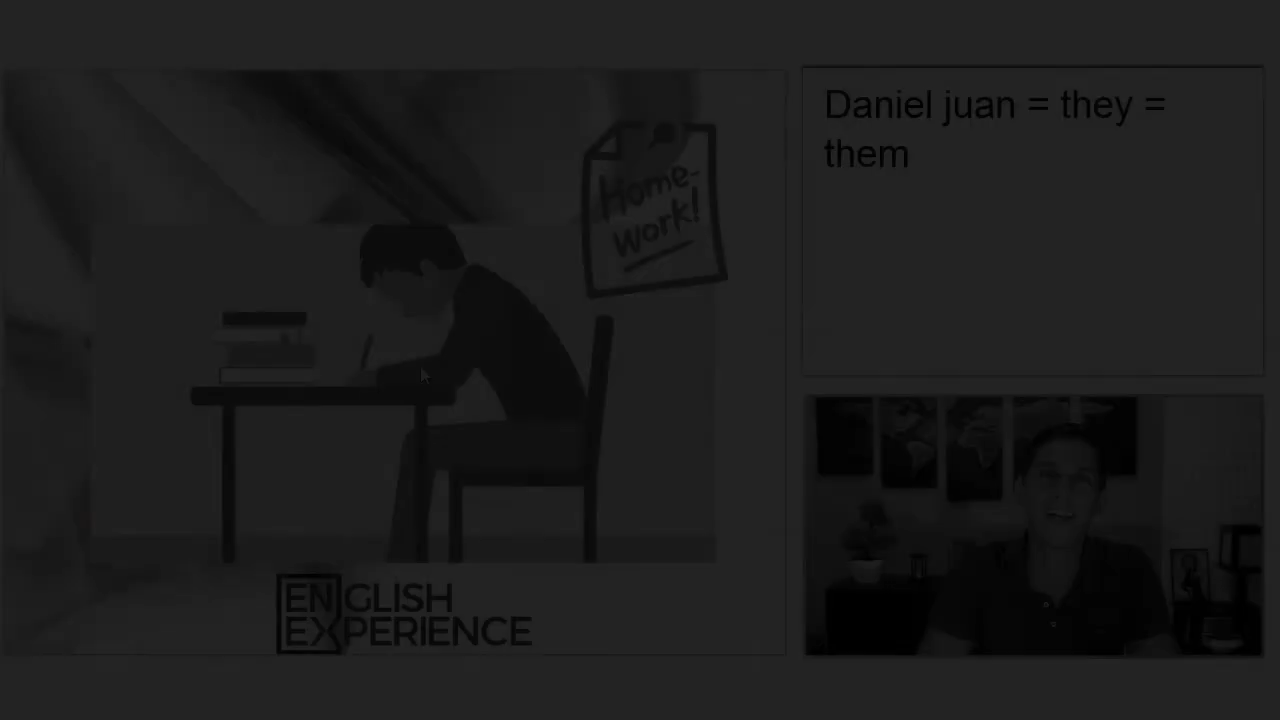 Daniel juan = they =
them
Home-
work!
ENGLISH
EXPERIENCE